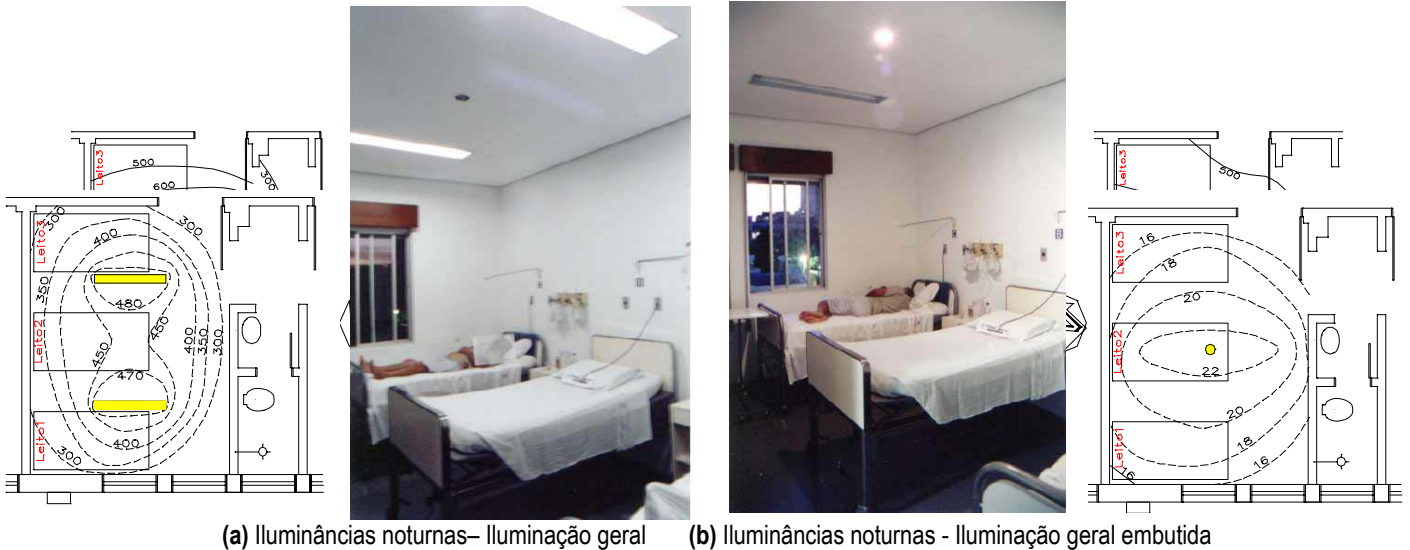 Leito3
500
600
300
300
300
Leito3
400
350
480
Leito2
450
450
400
350
300
470
Leito1
400
300
Leito3
500
Leito3
16
18
20
Leito2
22
20
Leito1
18
16
16
(a) Iluminâncias noturnas– Iluminação geral
(b) Iluminâncias noturnas - Iluminação geral embutida